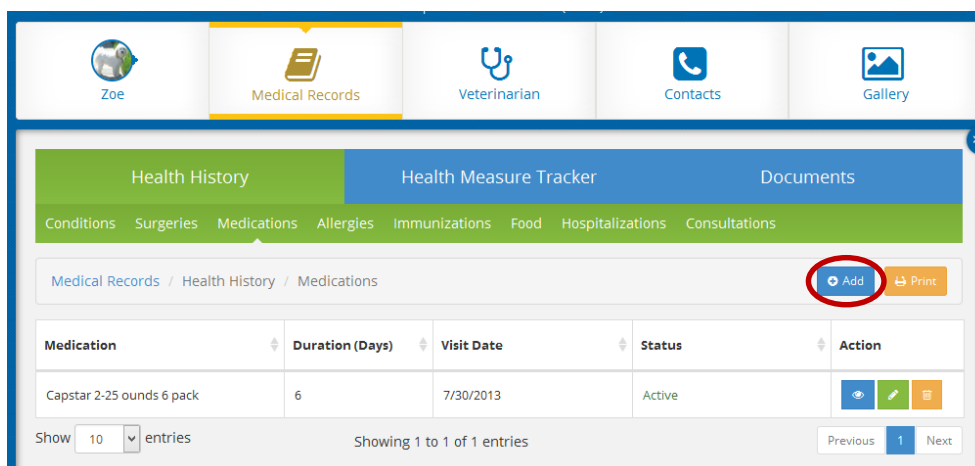 Zoe Medical Records Veterinarian Contacts Gallery
Health History Health Measure Tracker Documents
Conditions Surgeries Medications Allergies Immunizations Food Hospitalizations Consultations
Medical Records / Health History / Medications Add Print
Medication Duration (Days) Visit Date Status Action
Capstar 2-25 ounds 6 pack 6 7/30/2013 Active
Show 10 entries Showing 1 to 1 of 1 entries Previous 1 Next